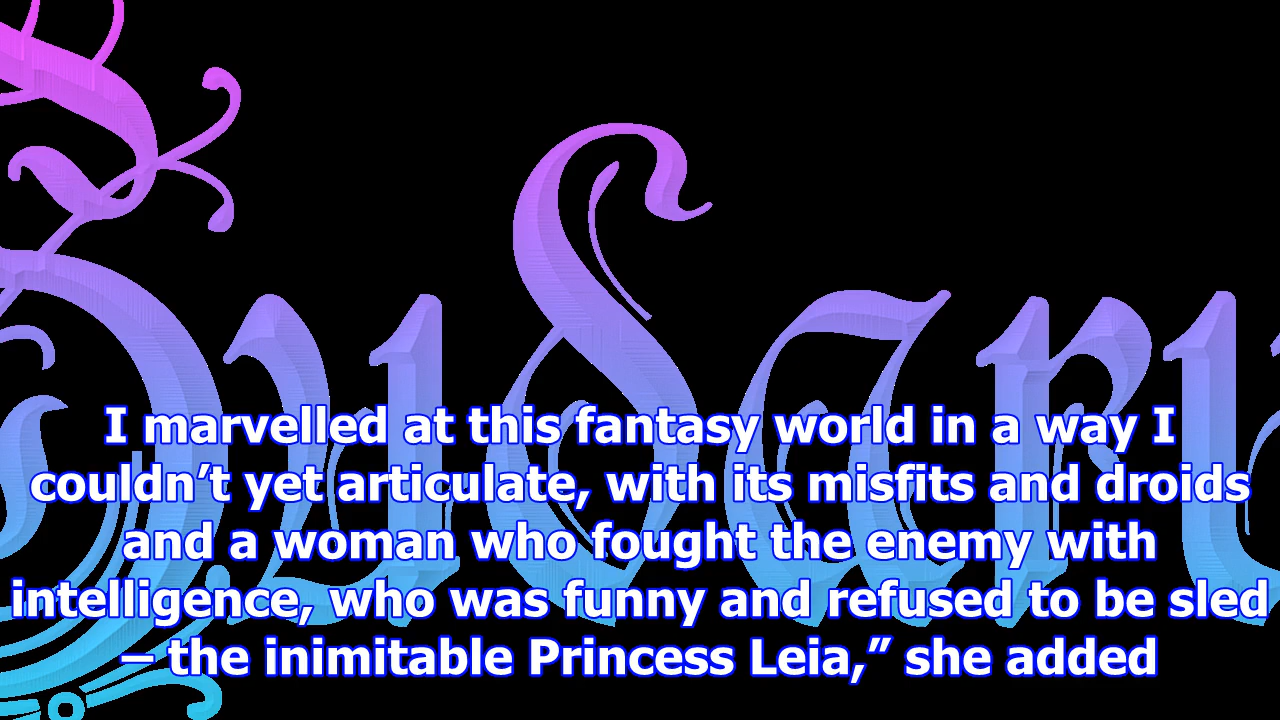 I marvelled at this fantasy world in a way I
couldn’t yet articulate, with its misfits and droids
and a woman who fought the enemy with
intelligence, who was funny and refused to be sled
– the inimitable Princess Leia,” she added